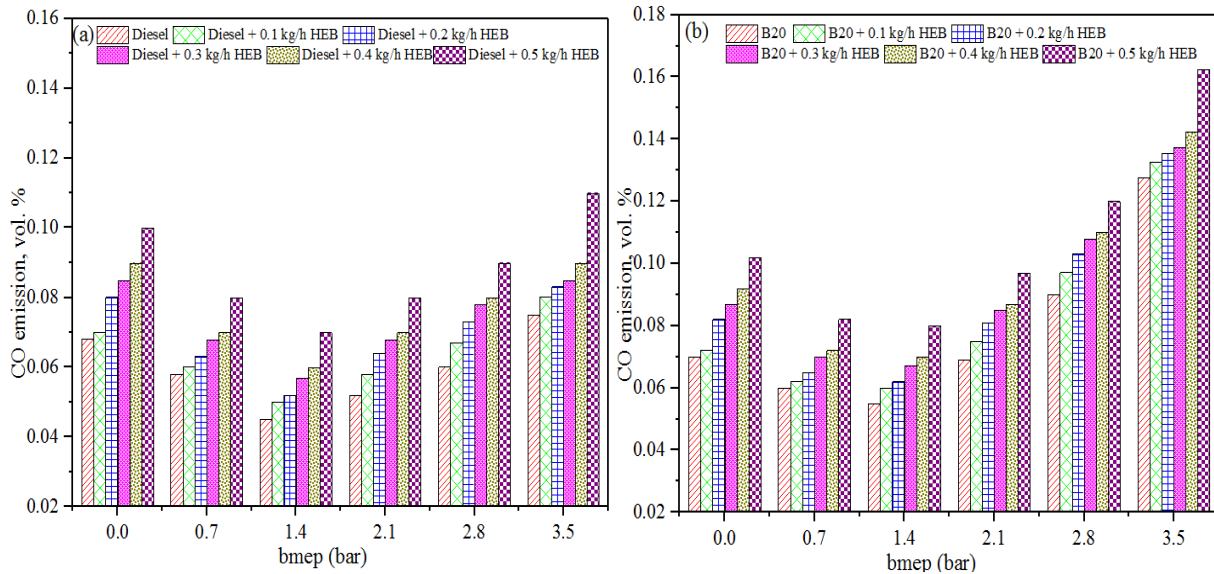 (a) Diesel Diesel + 0.1 kg/h HEB Diesel + 0.2 kg/h HEB
Diesel + 0.3 kg/h HEB Diesel + 0.4 kg/h HEB Diesel + 0.5 kg/h HEB
CO emission, vol. %
0.16
0.14
0.12
0.10
0.08
0.06
0.04
0.02
0.0 0.7 1.4 2.1 2.8 3.5
bmep (bar)
(b) B20 B20 + 0.1 kg/h HEB B20 + 0.2 kg/h HEB
B20 + 0.3 kg/h HEB B20 + 0.4 kg/h HEB B20 + 0.5 kg/h HEB
CO emission, vol. %
0.18
0.16
0.14
0.12
0.10
0.08
0.06
0.04
0.02
0.0 0.7 1.4 2.1 2.8 3.5
bmep (bar)